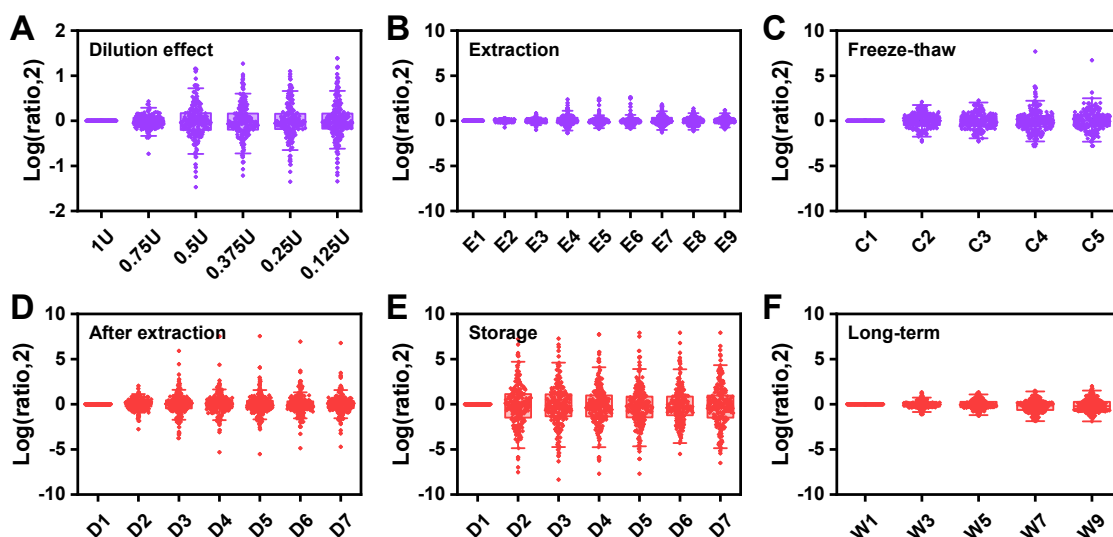 A
Dilution effect
Log(ratio,2)
2
1
0
-1
-2
1U
0.75U
0.5U
0.375U
0.25U
0.125U
B
Extraction
Log(ratio,2)
10
5
0
-5
-10
E1
E2
E3
E4
E5
E6
E7
E8
E9
C
Freeze-thaw
Log(ratio,2)
10
5
0
-5
-10
C1
C2
C3
C4
C5
D
After extraction
Log(ratio,2)
10
5
0
-5
-10
D1
D2
D3
D4
D5
D6
D7
E
Storage
Log(ratio,2)
10
5
0
-5
-10
D1
D2
D3
D4
D5
D6
D7
F
Long-term
Log(ratio,2)
10
5
0
-5
-10
W1
W3
W5
W7
W9